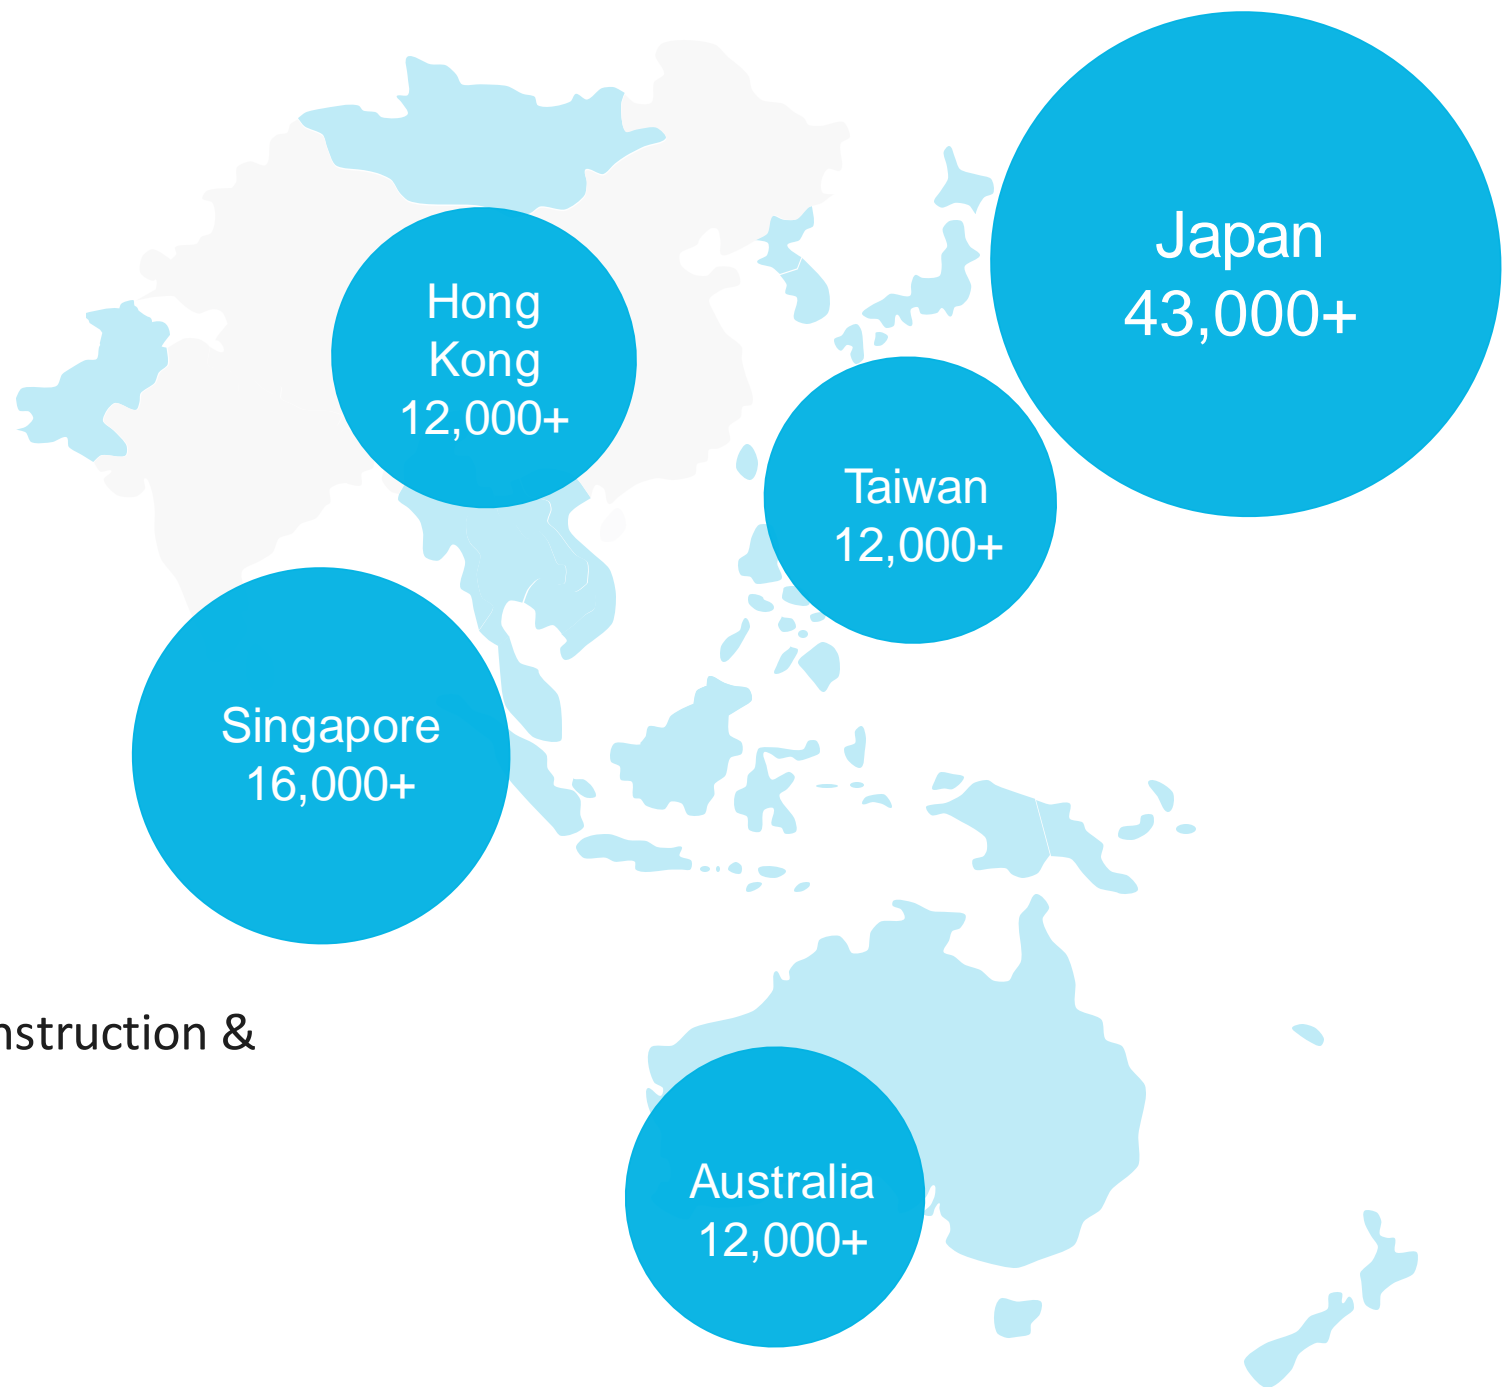 Japan
43,000+
Hong
Kong
12,000+
Taiwan
12,000+
Singapore
16,000+
nstruction &
Australia
12,000+